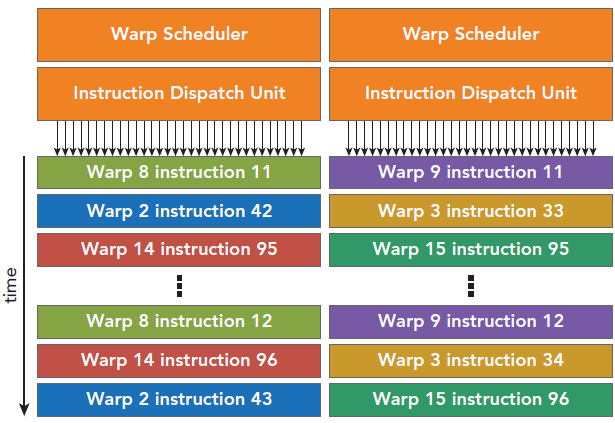 Warp Scheduler
Warp Scheduler
Instruction Dispatch Unit
Instruction Dispatch Unit
Warp 8 instruction 11
Warp 9 instruction 11
Warp 2 instruction 42
Warp 3 instruction 33
Warp 14 instruction 95
Warp 15 instruction 95
time
Warp 8 instruction 12
Warp 9 instruction 12
Warp 14 instruction 96
Warp 3 instruction 34
Warp 2 instruction 43
Warp 15 instruction 96